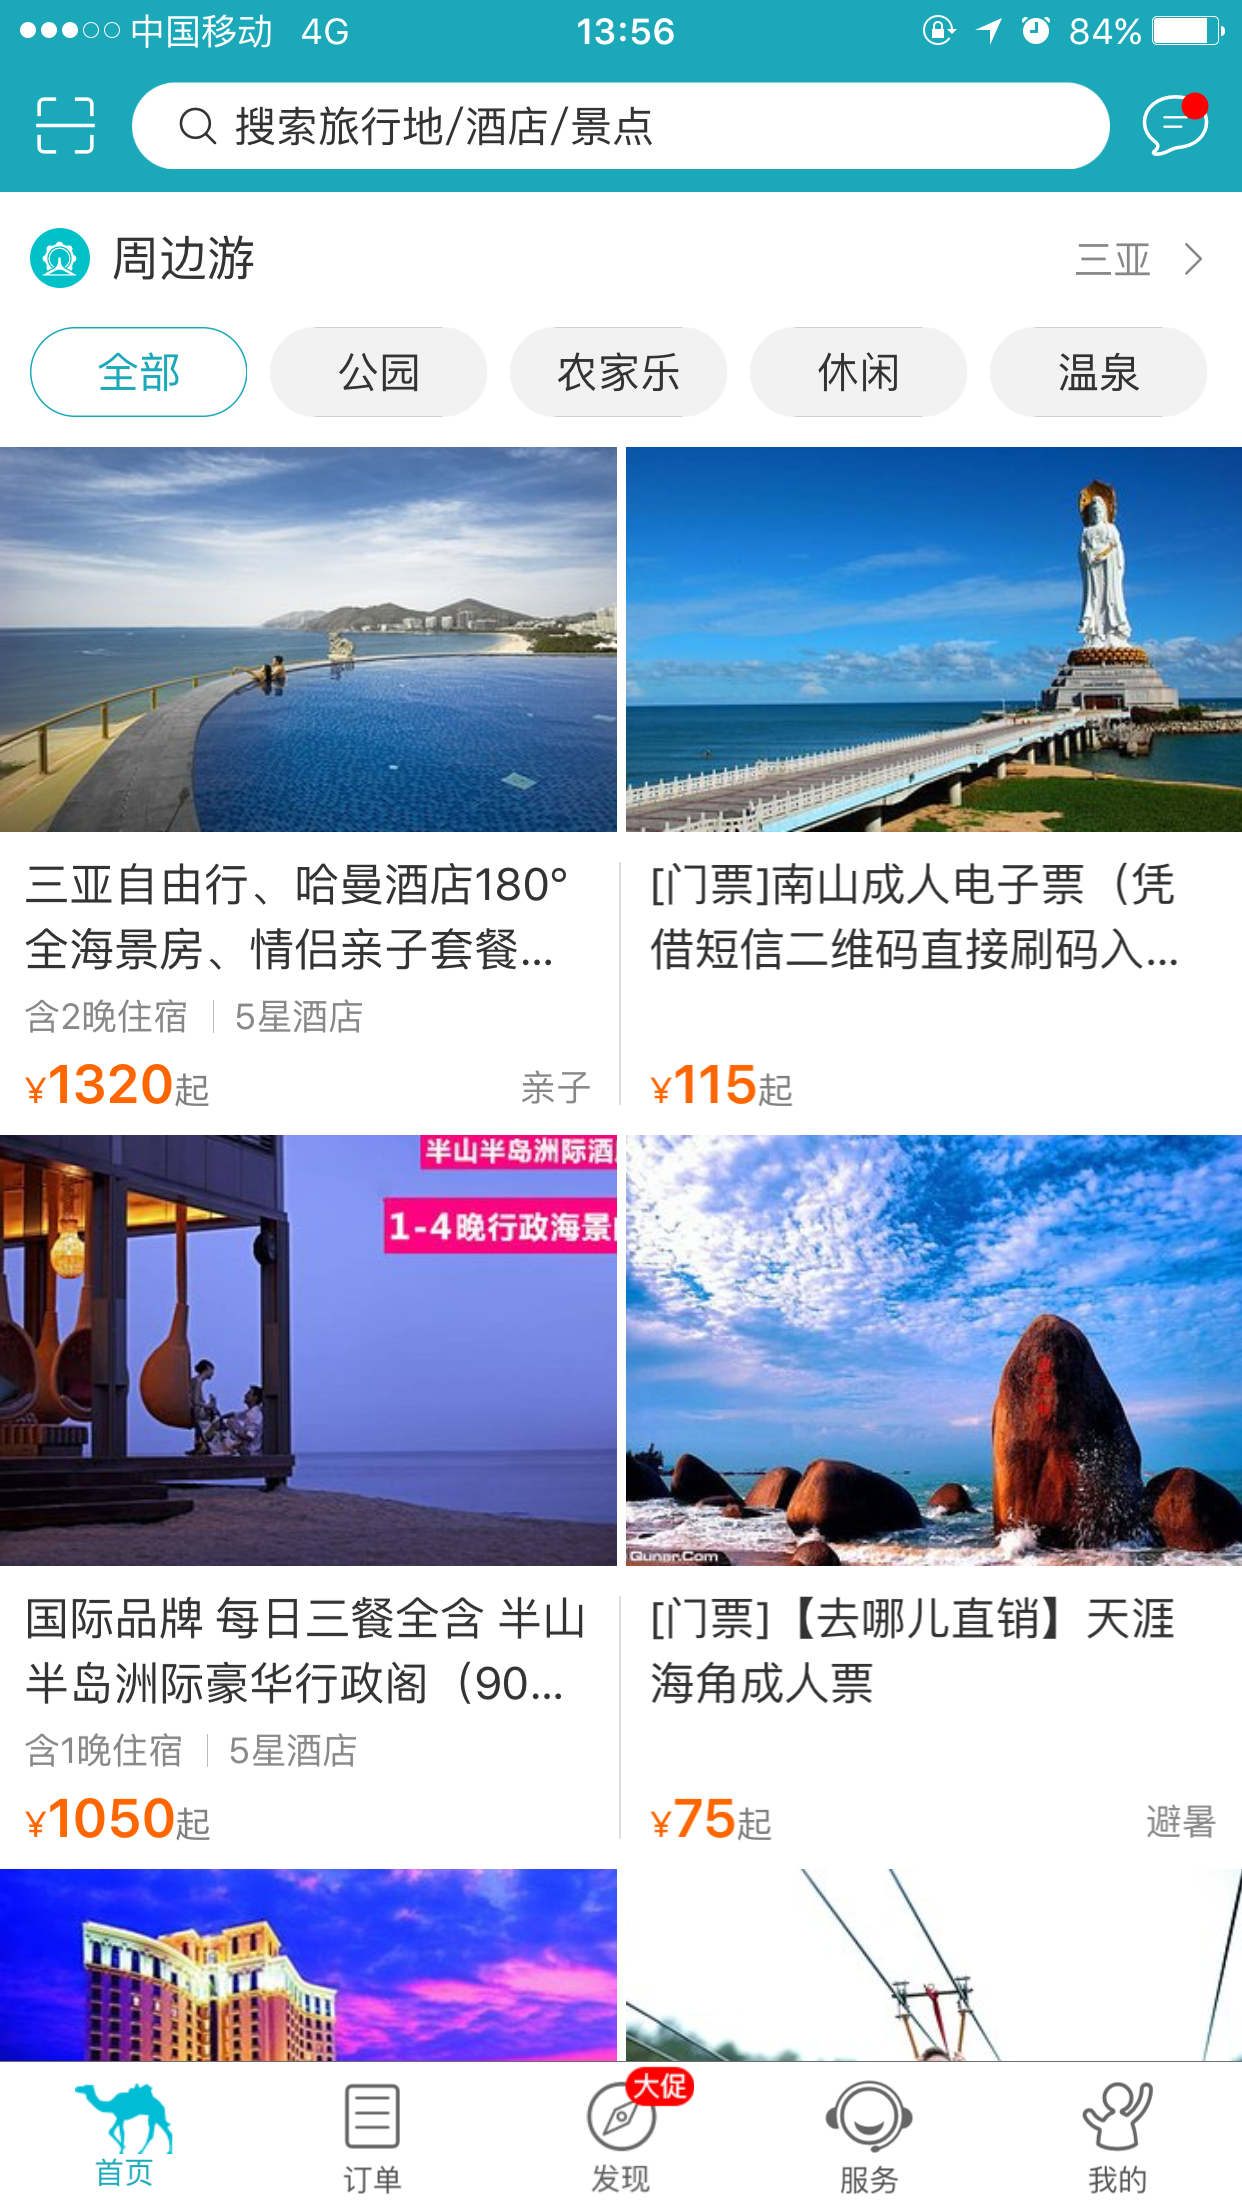 中国移动 4G 13:56 84%
搜索旅行地/酒店/景点
周边游 三亚
全部 公园 农家乐 休闲 温泉
三亚自由行、哈曼酒店180°
全海景房、情侣亲子套餐...
含2晚住宿 5星酒店
¥1320起 亲子
[门票]南山成人电子票（凭
借短信二维码直接刷码入...
¥115起
半山半岛洲际酒
1-4晚行政海景
Qunar.Com
国际品牌 每日三餐全含 半山
半岛洲际豪华行政阁（90...
含1晚住宿 5星酒店
¥1050起
[门票]【去哪儿直销】天涯
海角成人票
¥75起 避暑
大促
首页 订单 发现 服务 我的